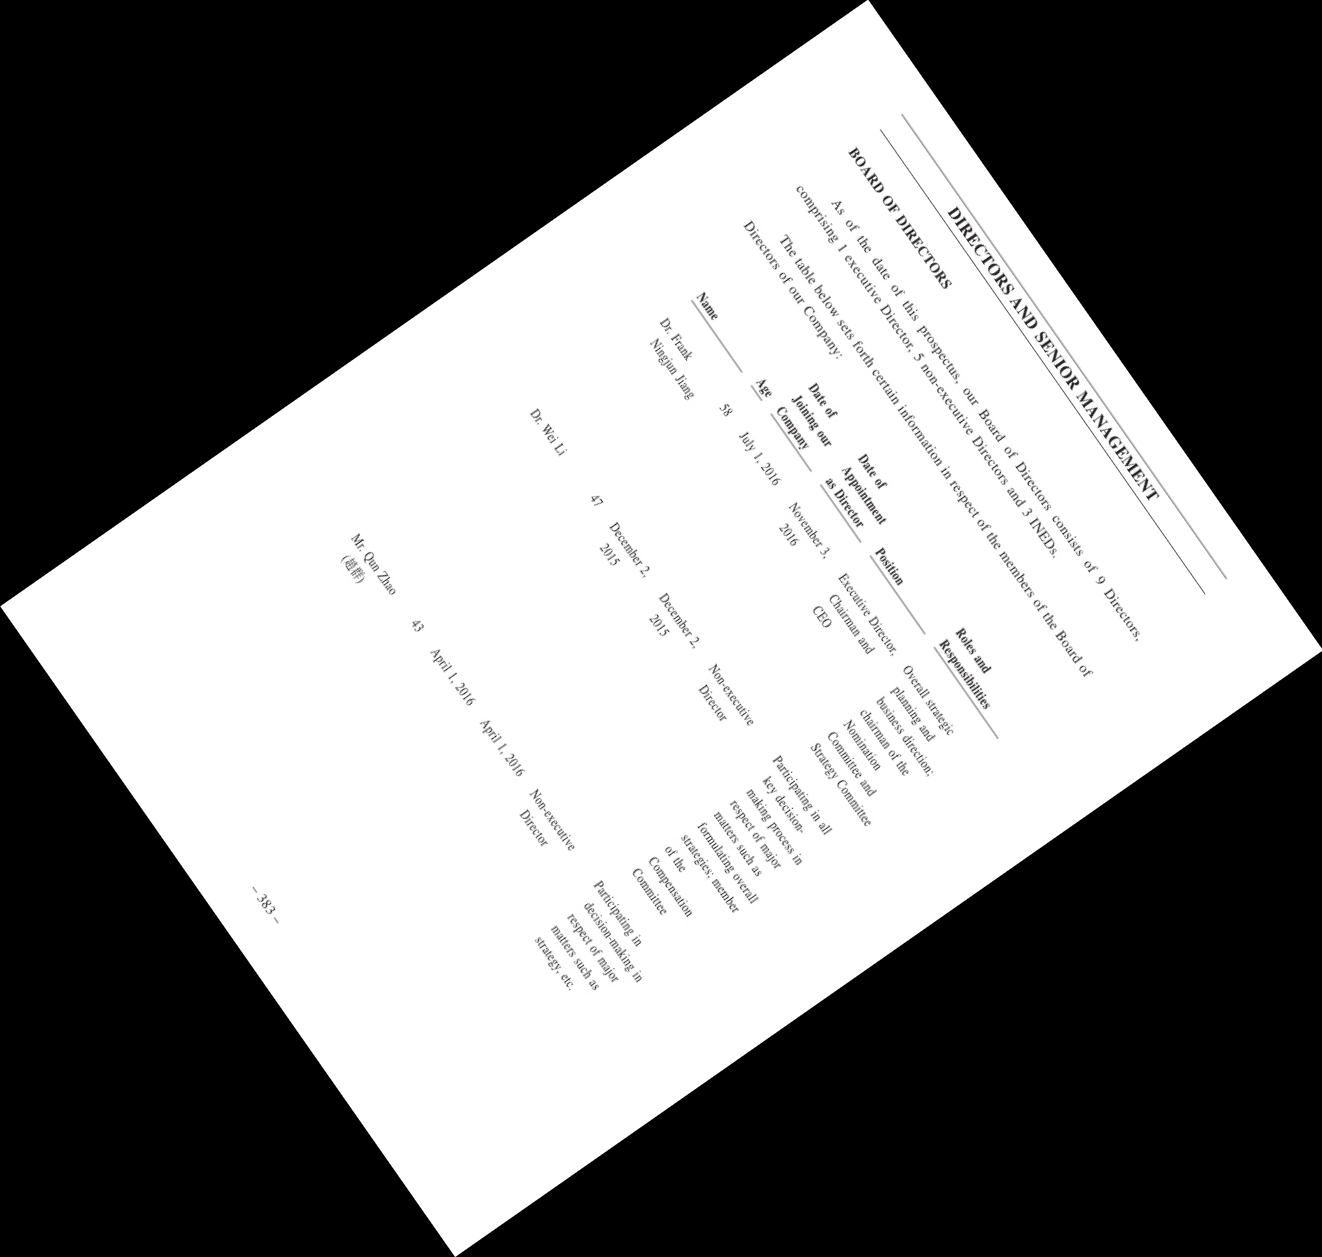 DIRECTORS AND SENIOR MANAGEMENT
BOARD OF DIRECTORS
As of the date of this prospectus, our Board of Directors consists of 9 Directors,
comprising 1 executive Director, 5 non-executive Directors and 3 INEDs.
The table below sets forth certain information in respect of the members of the Board of
Directors of our Company:
Name
Age
Date of
Joining our
Company
Date of
Appointment
as Director
Position
Roles and
Responsibilities
Dr. Frank
Ningjun Jiang
58
July 1, 2016
November 3,
2016
Executive Director,
Chairman and
CEO
Overall strategic
planning and
business direction;
chairman of the
Nomination
Committee and
Strategy Committee
Dr. Wei Li
47
December 2,
2015
December 2,
2015
Non-executive
Director
Participating in all
key decision-
making process in
respect of major
matters such as
formulating overall
strategies; member
of the
Compensation
Committee
Mr. Qun Zhao
(趙群)
43
April 1, 2016
April 1, 2016
Non-executive
Director
Participating in
decision-making in
respect of major
matters such as
strategy, etc.
– 383 –